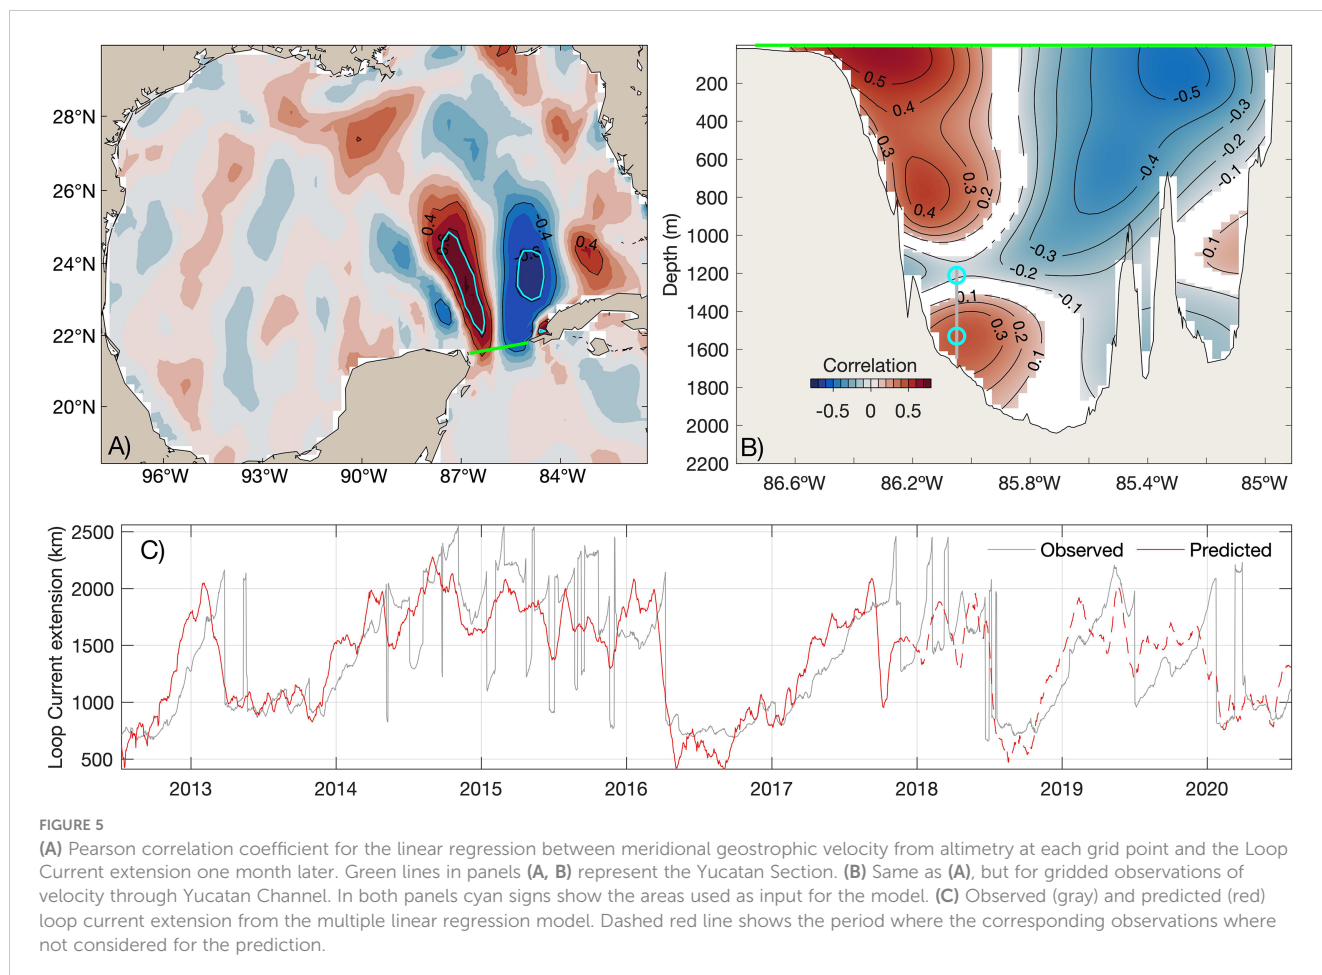 28°N
26°N
24°N
22°N
20°N
0.4
-0.4
0.4
A)
96°W
93°W
90°W
87°W
84°W
Depth (m)
200
400
600
800
1000
1200
1400
1600
1800
2000
2200
0.5
0.4
0.3
0.3
0.2
0.4
-0.5
-0.3
-0.2
-0.4
-0.1
-0.3
-0.2
-0.1
0.1
0.1
0.3
0.2
0.1
Correlation
-0.5
0
0.5
B)
86.6°W
86.2°W
85.8°W
85.4°W
85°W
Loop Current extension (km)
2500
2000
1500
1000
500
C)
Observed
Predicted
2013
2014
2015
2016
2017
2018
2019
2020
FIGURE 5
(A) Pearson correlation coefficient for the linear regression between meridional geostrophic velocity from altimetry at each grid point and the Loop
Current extension one month later. Green lines in panels (A, B) represent the Yucatan Section. (B) Same as (A), but for gridded observations of
velocity through Yucatan Channel. In both panels cyan signs show the areas used as input for the model. (C) Observed (gray) and predicted (red)
loop current extension from the multiple linear regression model. Dashed red line shows the period where the corresponding observations where
not considered for the prediction.